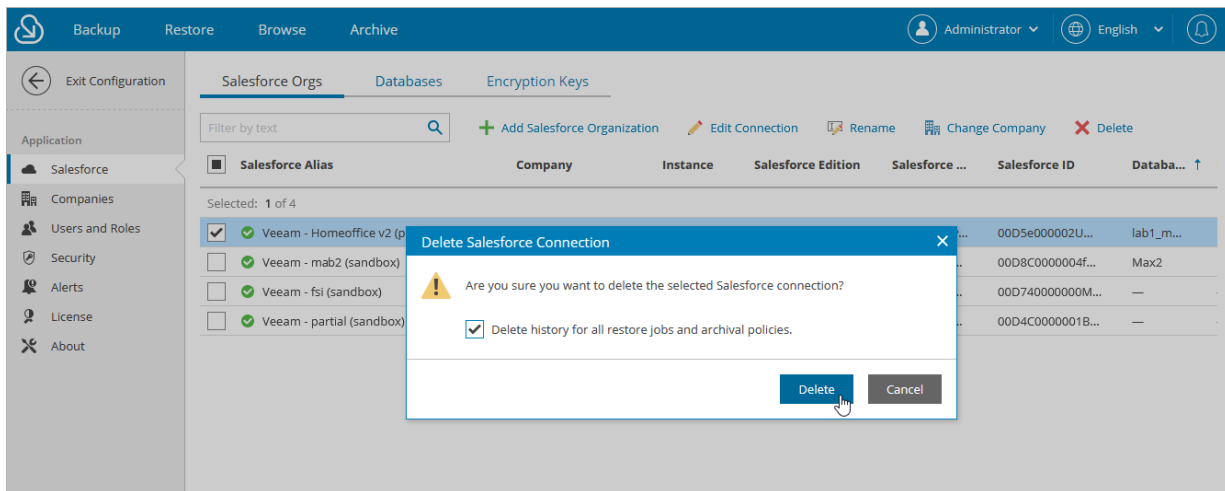 Backup Restore Browse Archive Administrator English
Exit Configuration
Salesforce Orgs Databases Encryption Keys
Filter by text Add Salesforce Organization Edit Connection Rename Change Company Delete
Application
Salesforce
Companies
Users and Roles
Security
Alerts
License
About
Salesforce Alias Company Instance Salesforce Edition Salesforce ... Salesforce ID Databa...
Selected: 1 of 4
Veeam - Homeoffice v2 (p 00D5e000002U... lab1_m...
Veeam - mab2 (sandbox) 00D8C0000004f... Max2
Veeam - fsi (sandbox) 00D740000000M... —
Veeam - partial (sandbox) 00D4C0000001B... —
Delete Salesforce Connection
Are you sure you want to delete the selected Salesforce connection?
Delete history for all restore jobs and archival policies.
Delete Cancel